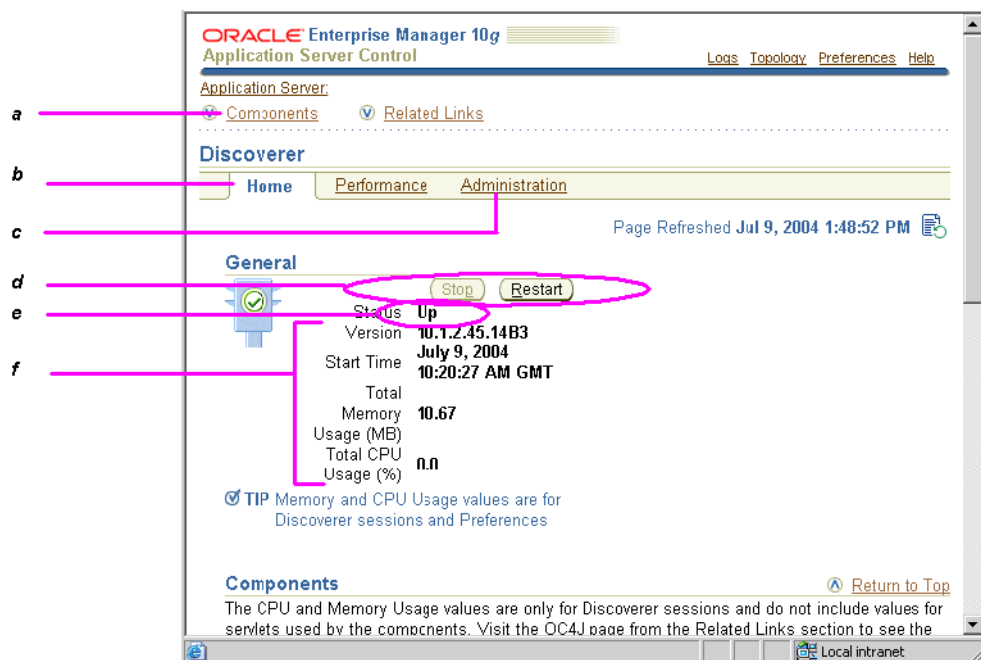 ORACLE Enterprise Manager 10g
Application Server Control
Logs Topology Preferences Help
Application Server:
a
Components Related Links
Discoverer
b
Home Performance Administration
c
Page Refreshed Jul 9, 2004 1:48:52 PM
General
d
Stop Restart
e
Status Up
Version 10.1.2.45.14B3
f
Start Time July 9, 2004
10:20:27 AM GMT
Total
Memory 10.67
Usage (MB)
Total CPU
Usage (%) 0.0
TIP Memory and CPU Usage values are for
Discoverer sessions and Preferences
Components Return to Top
The CPU and Memory Usage values are only for Discoverer sessions and do not include values for
servlets used by the components. Visit the OC4J page from the Related Links section to see the
Local intranet